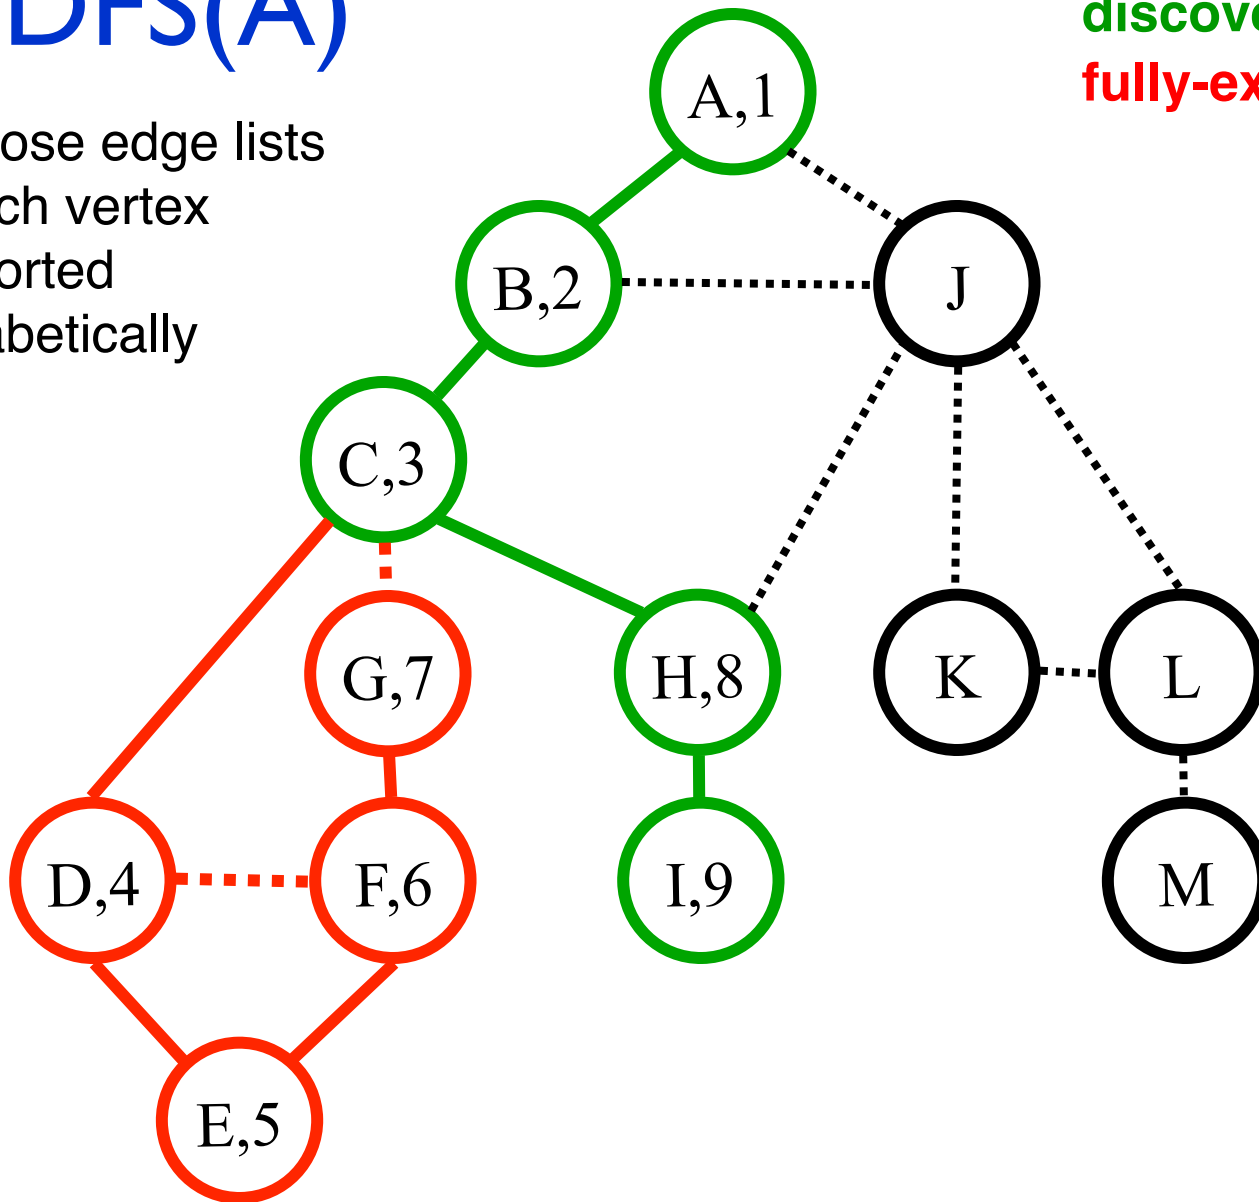 DFS(A)
discove
fully-ex
ose edge lists
ch vertex
orted
abetically
A,1
B,2
J
C,3
G,7
H,8
K
L
D,4
F,6
I,9
M
E,5